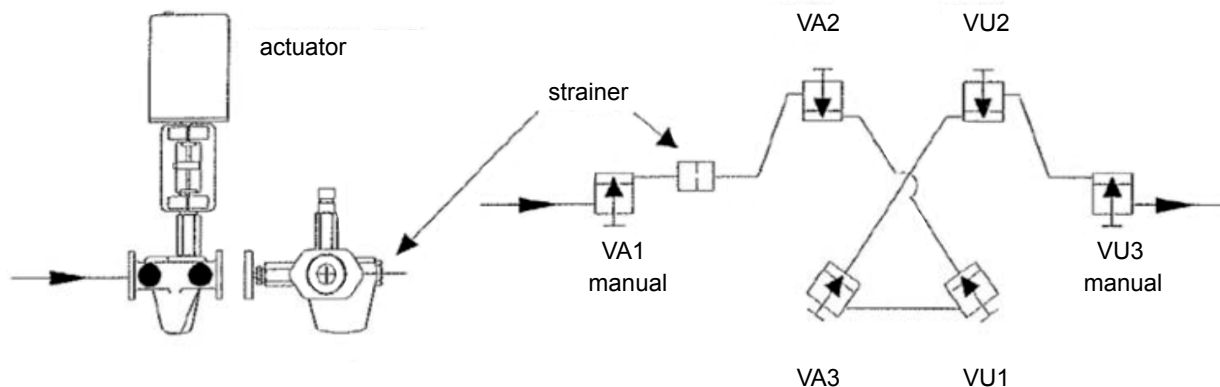 VA2
VU2
actuator
strainer
VA1
manual
VU3
manual
VA3
VU1